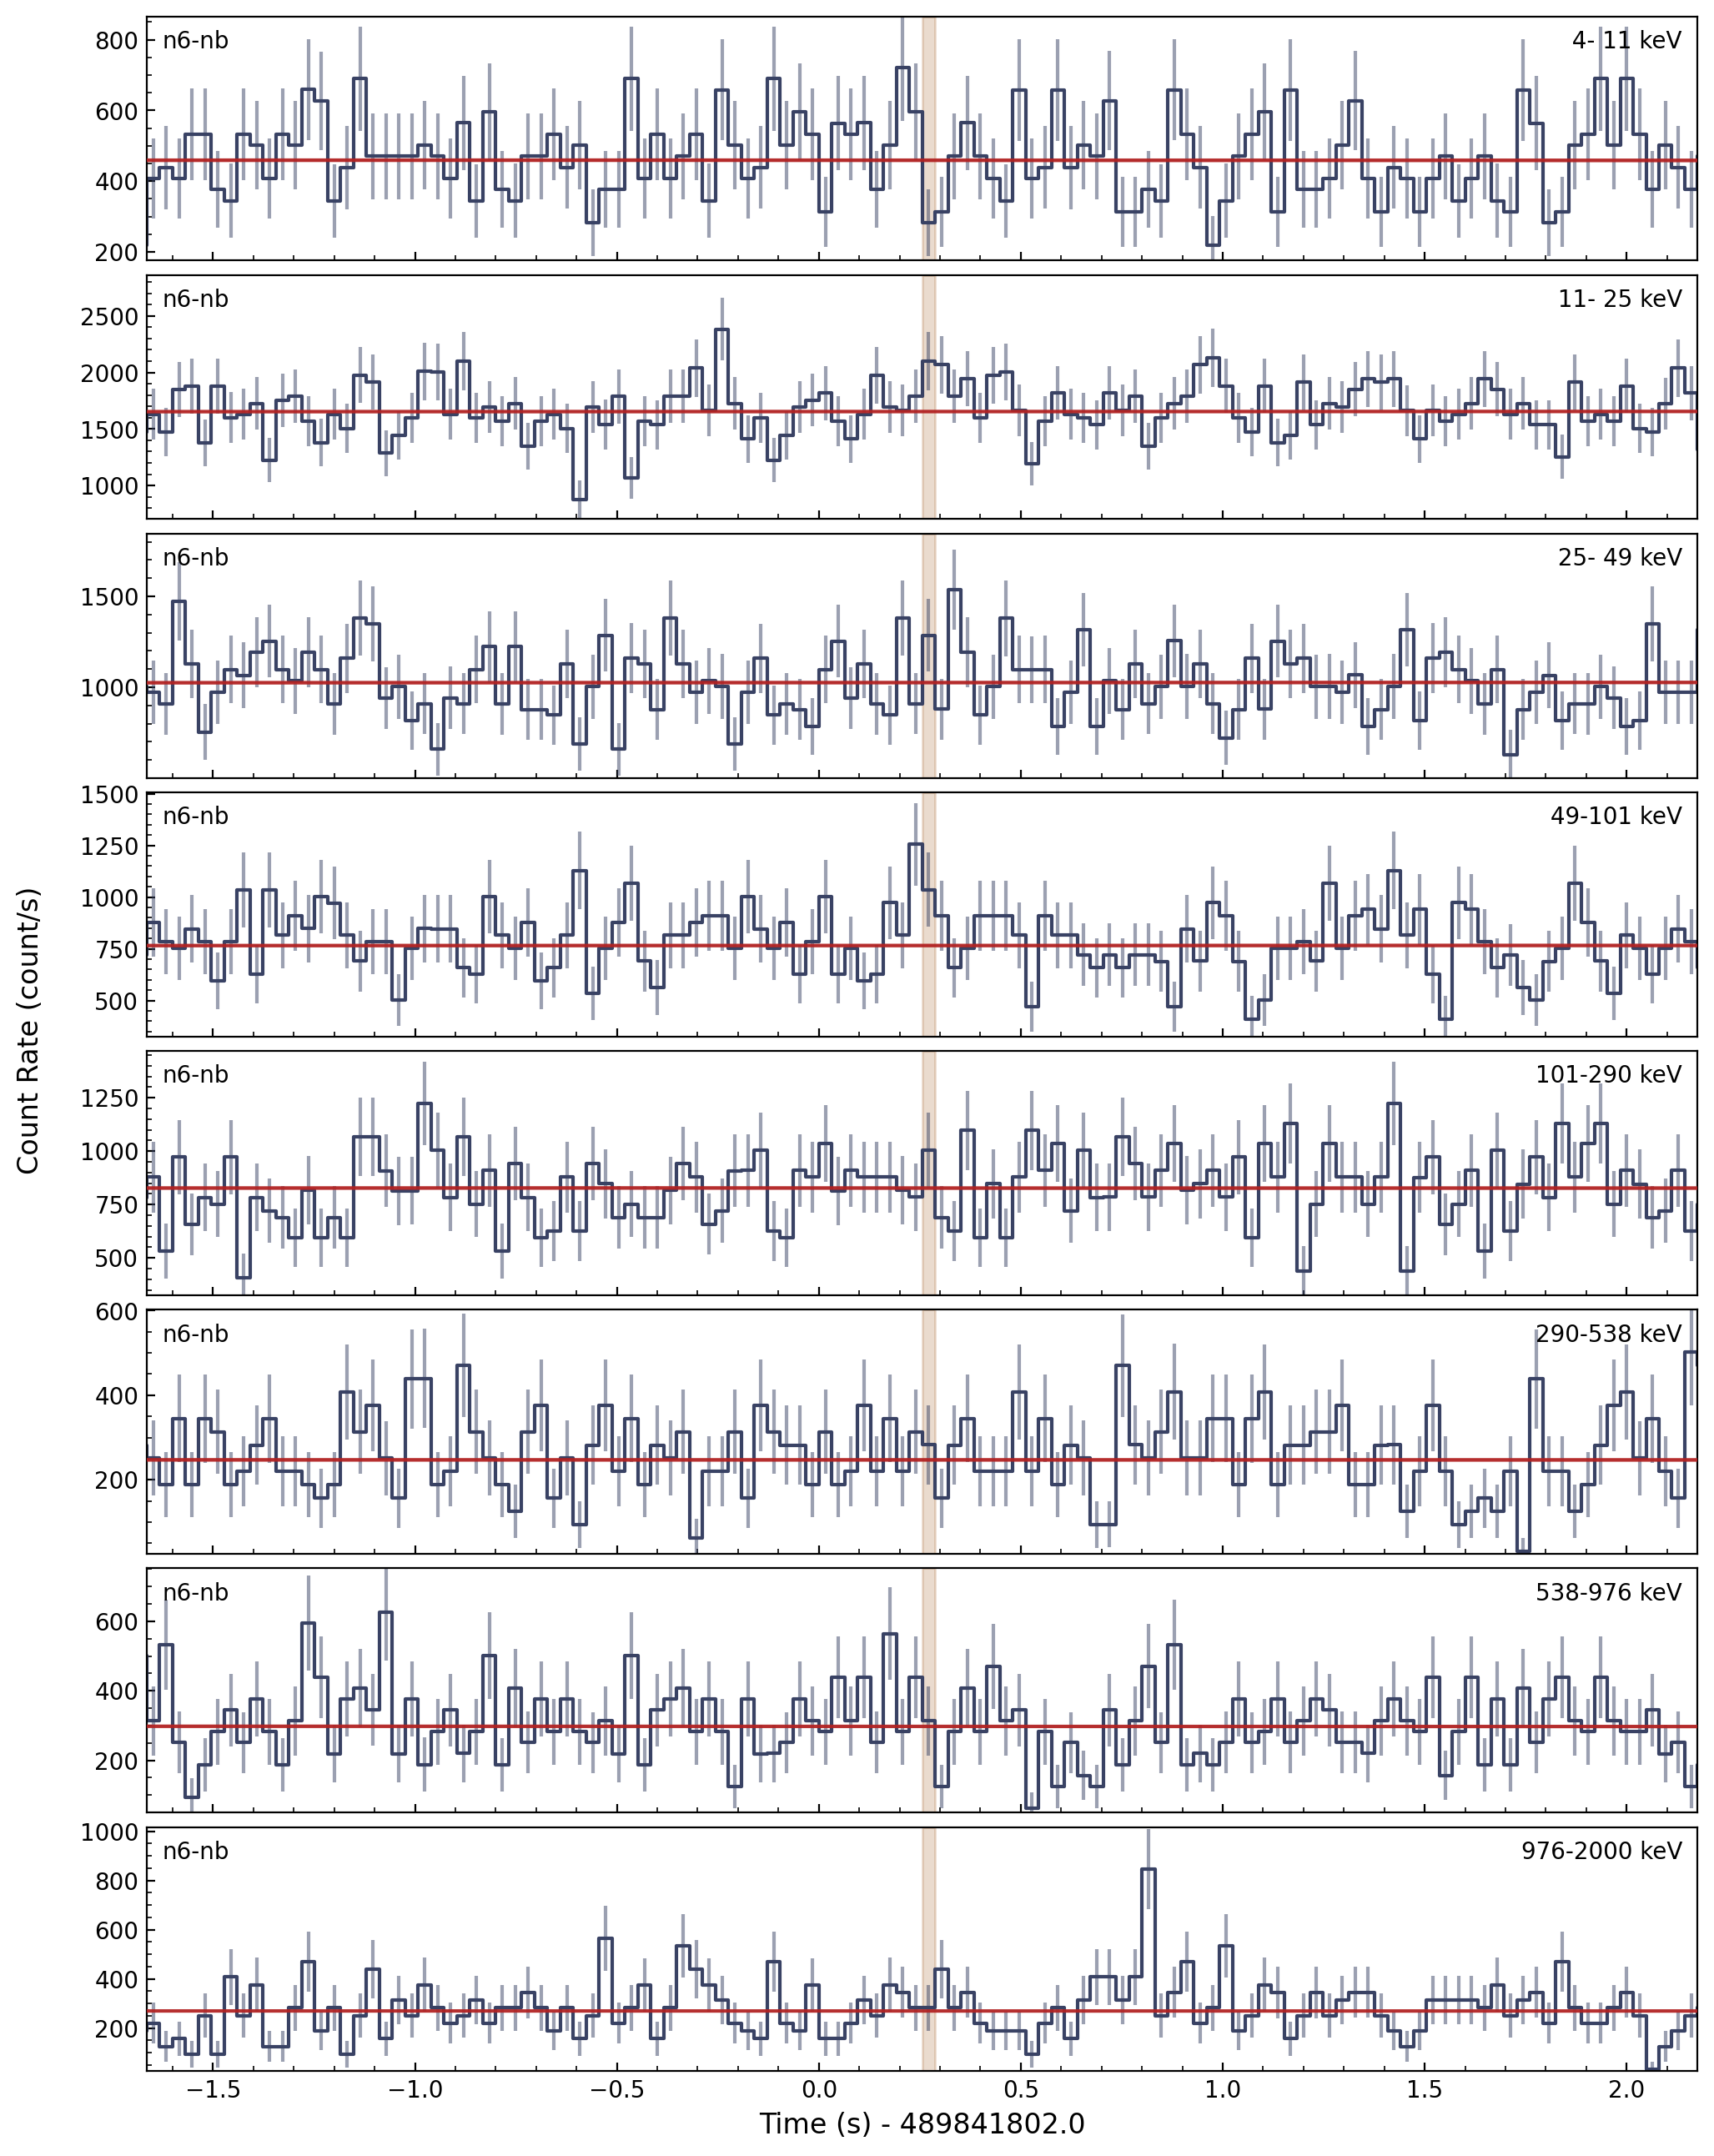 n6-nb 4- 11 keV
800
600
400
200
n6-nb 11- 25 keV
2500
2000
1500
1000
n6-nb 25- 49 keV
1500
1000
n6-nb 49-101 keV
1500
1250
1000
750
500
n6-nb 101-290 keV
1250
1000
750
500
n6-nb 290-538 keV
600
400
200
n6-nb 538-976 keV
600
400
200
n6-nb 976-2000 keV
1000
800
600
400
200
−1.5 −1.0 −0.5 0.0 0.5 1.0 1.5 2.0
Time (s) - 489841802.0
Count Rate (count/s)